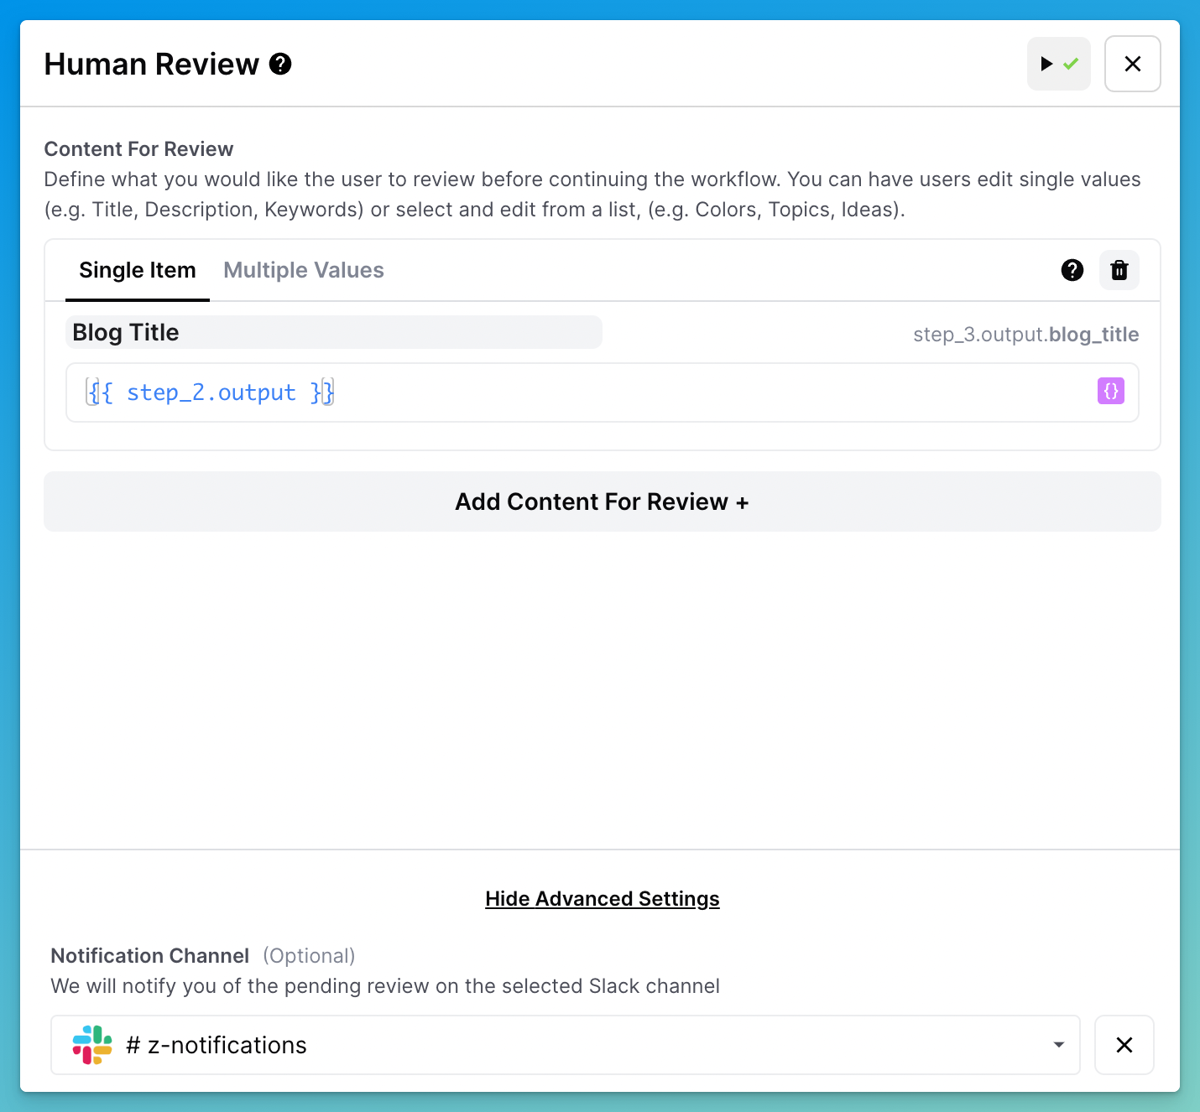 Human Review
Content For Review
Define what you would like the user to review before continuing the workflow. You can have users edit single values
(e.g. Title, Description, Keywords) or select and edit from a list, (e.g. Colors, Topics, Ideas).
Single Item Multiple Values
Blog Title step_3.output.blog_title
{{ step_2.output }} {}
Add Content For Review +
Hide Advanced Settings
Notification Channel (Optional)
We will notify you of the pending review on the selected Slack channel
# z-notifications